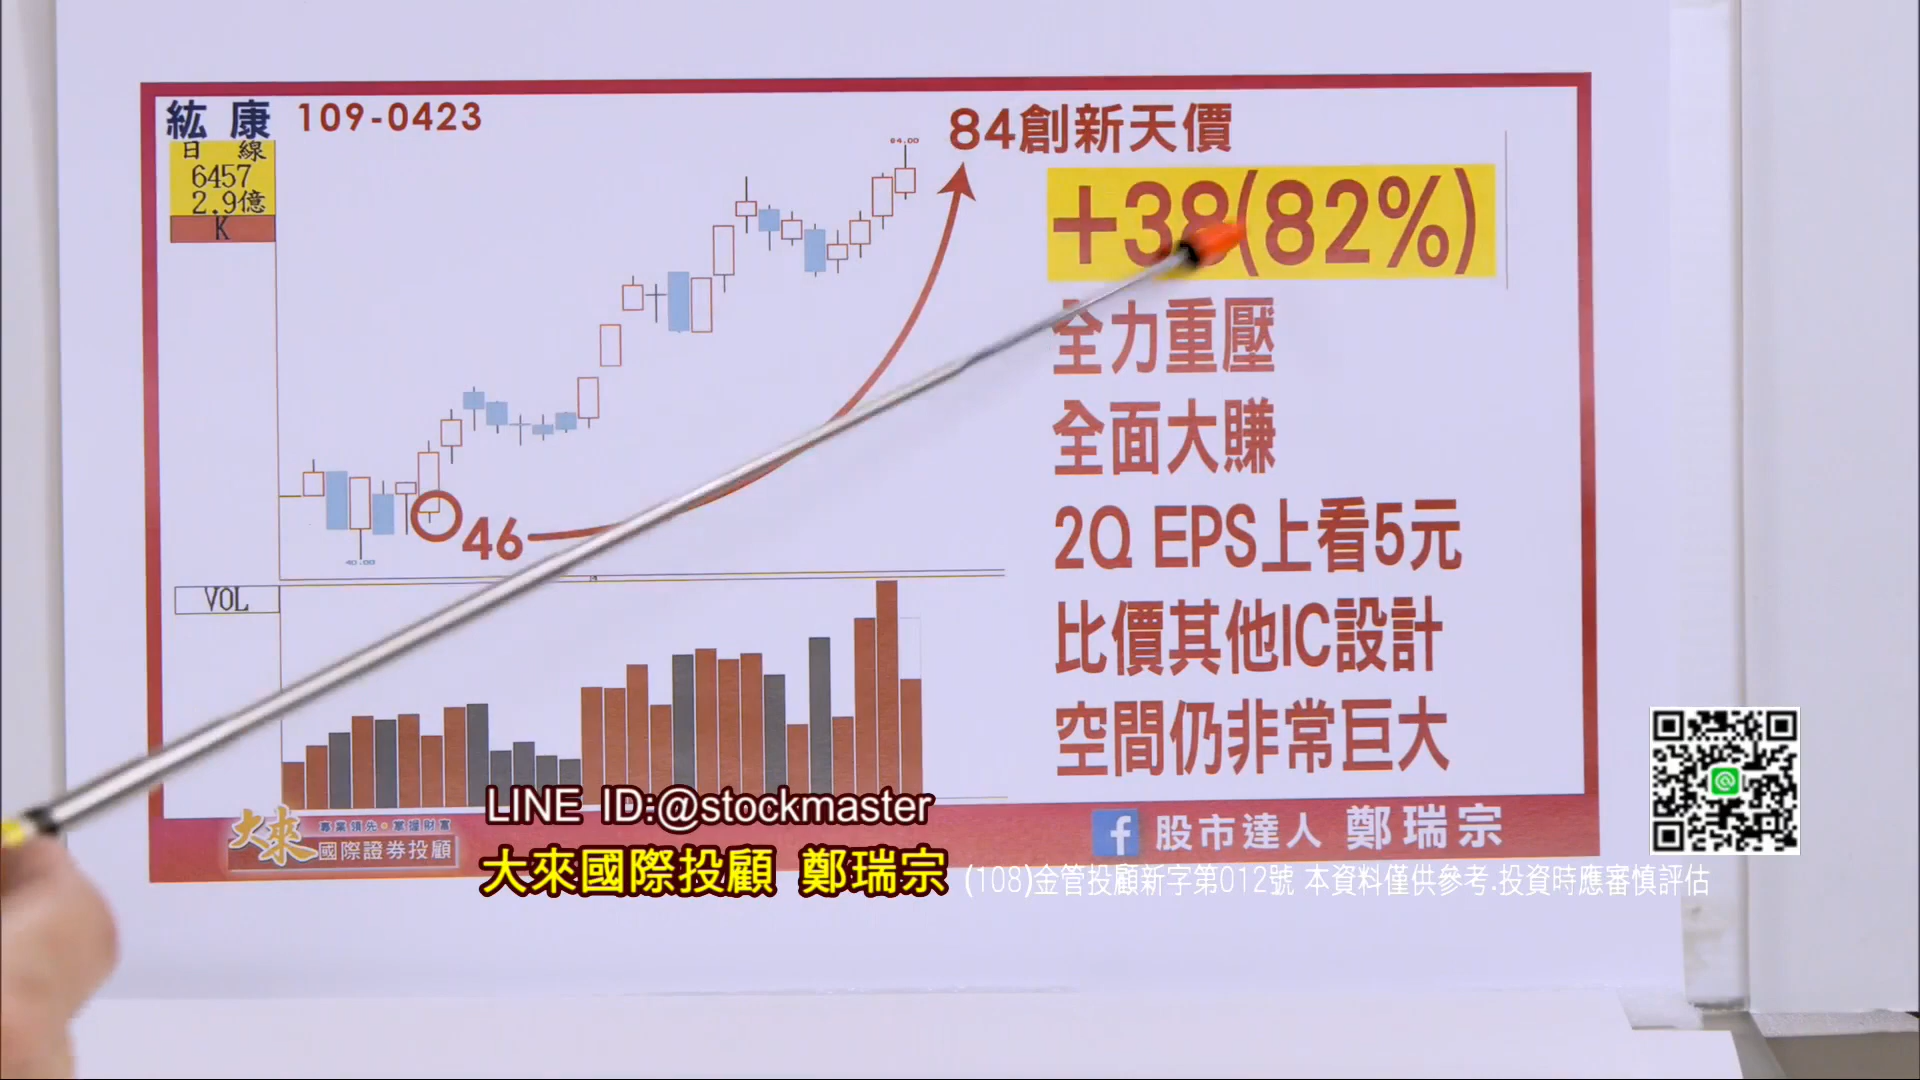 紘康 109-0423
日線
6457
2.9億
K
84.00
84創新天價
+38(82%)
全力重壓
全面大賺
2Q EPS上看5元
比價其他IC設計
空間仍非常巨大
46
40.00
VOL
大來
專業領先·掌握財富
國際證券投顧
LINE ID:@stockmaster
f 股市達人 鄭瑞宗
大來國際投顧 鄭瑞宗
(108)金管投顧新字第012號 本資料僅供參考.投資時應審慎評估